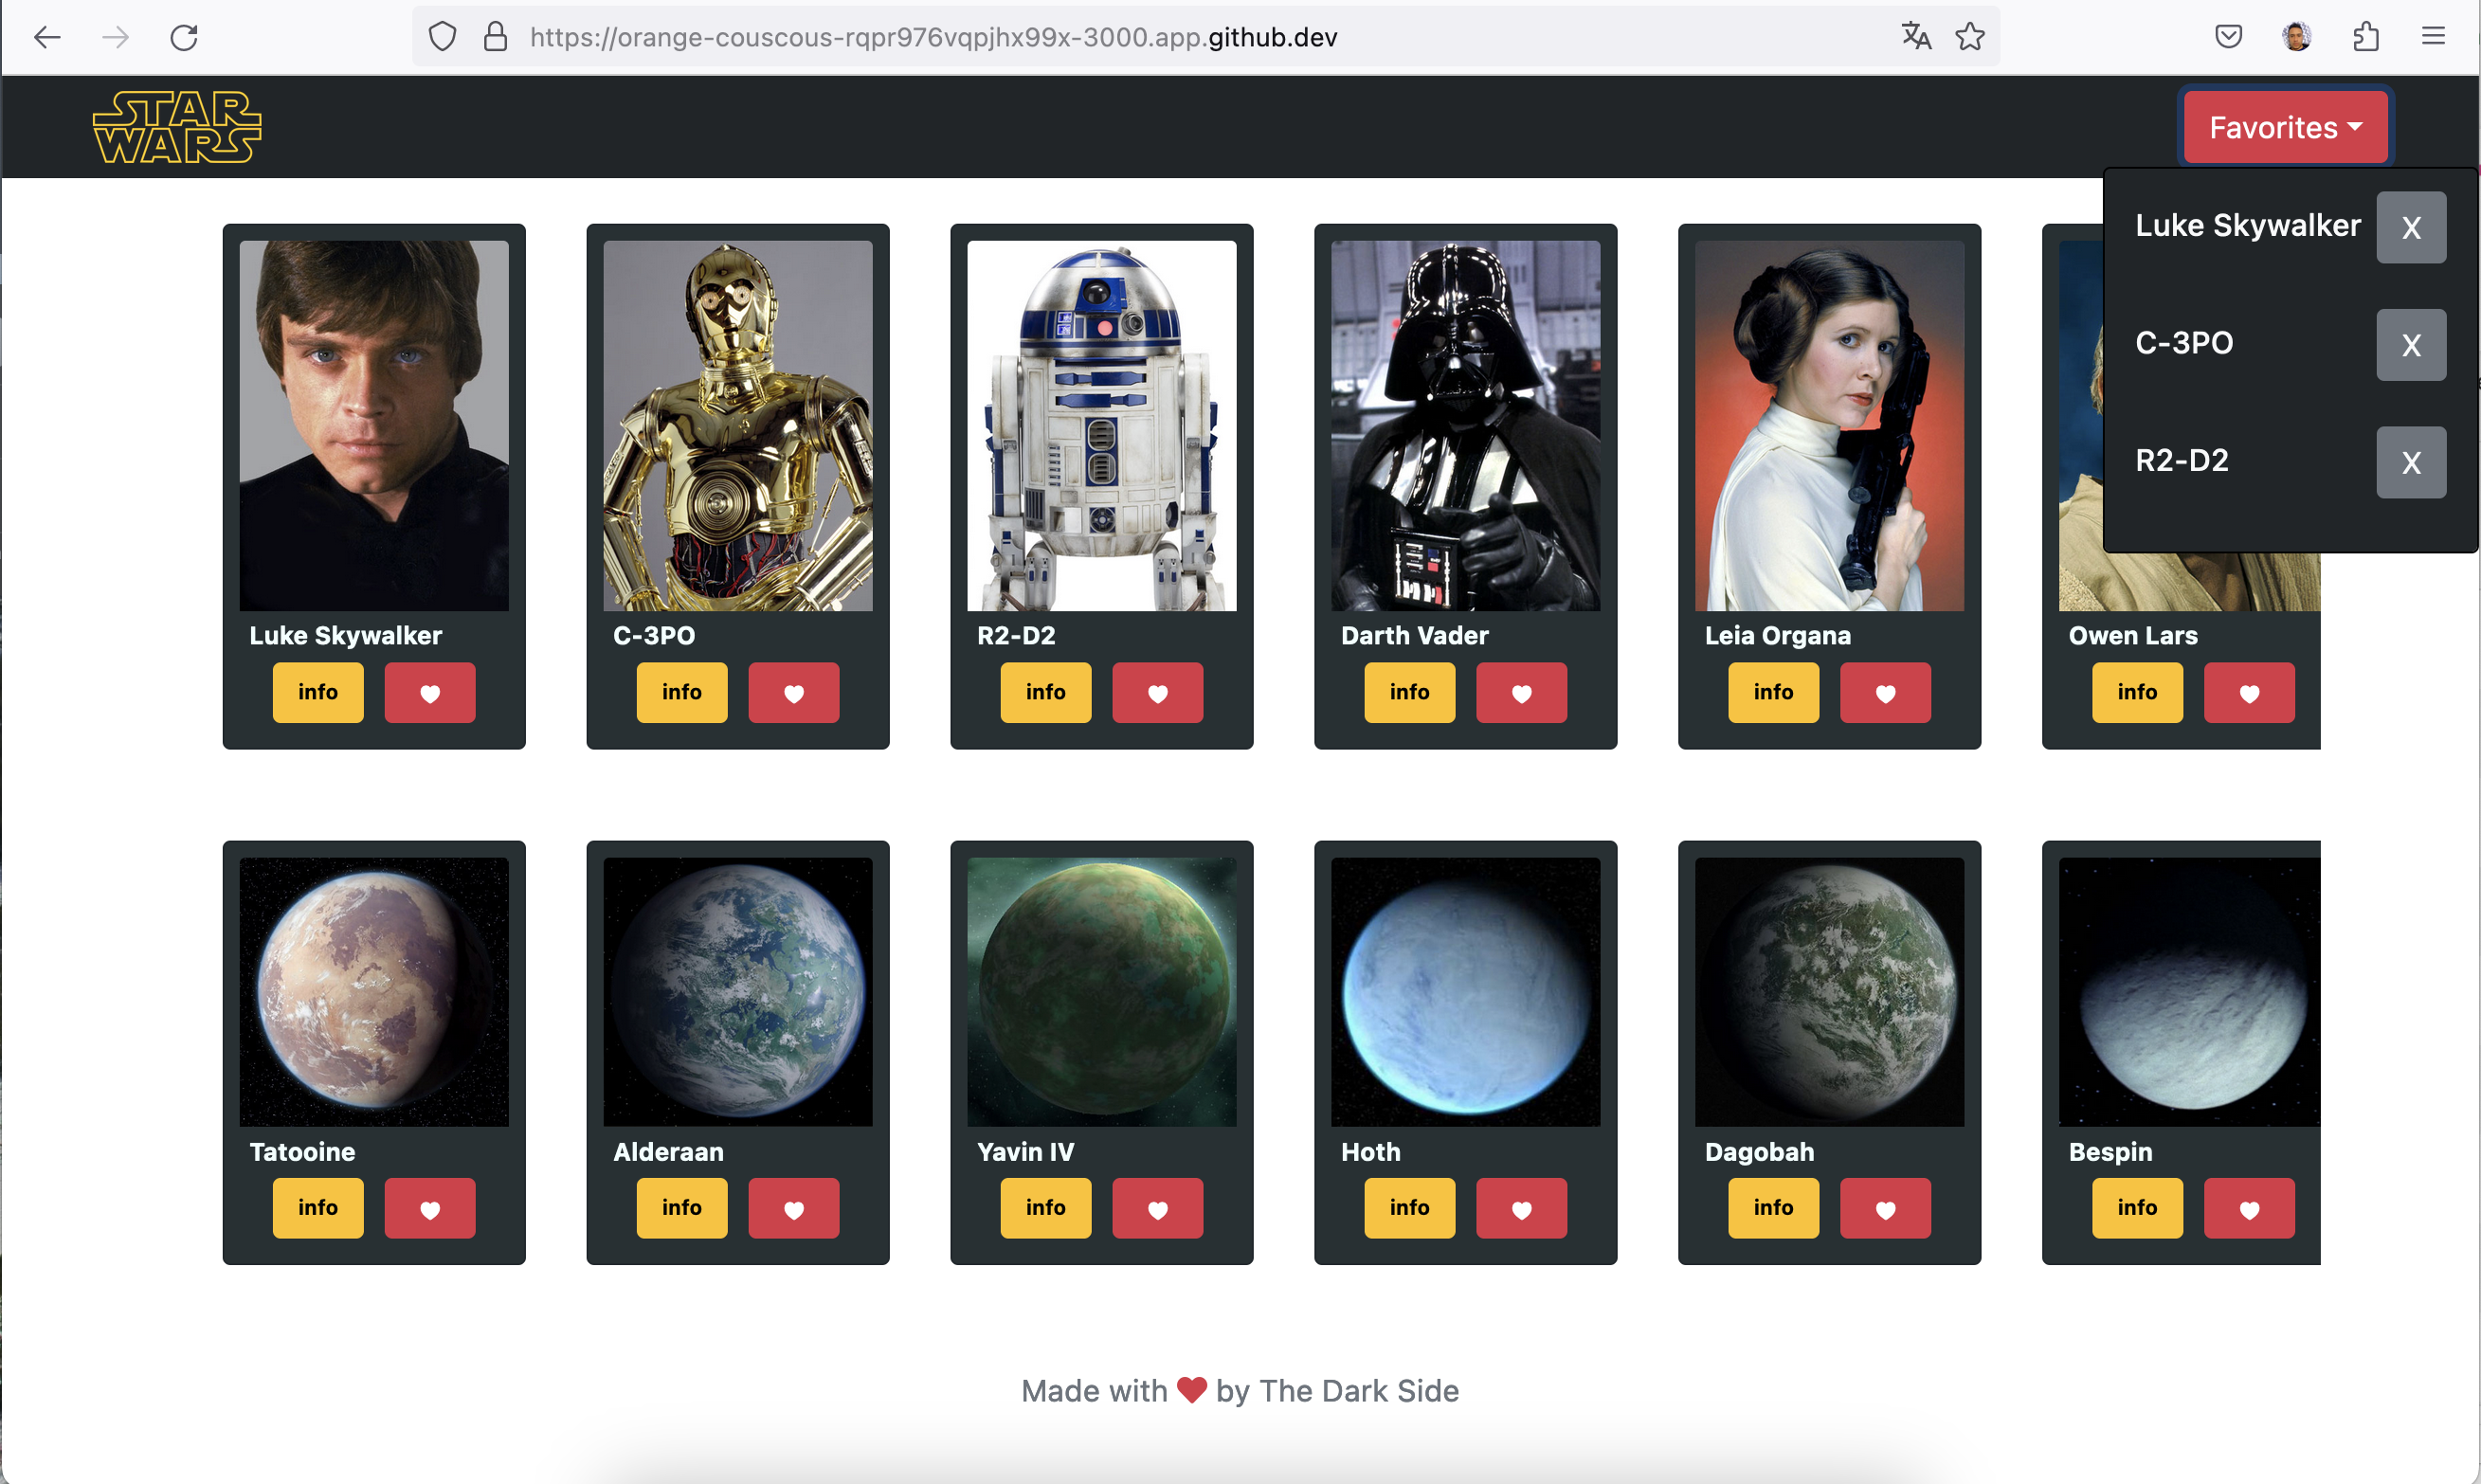 https://orange-couscous-rqpr976vqpjhx99x-3000.app.github.dev
STAR
WARS
Favorites
Luke Skywalker X
C-3PO X
R2-D2 X
Luke Skywalker C-3PO R2-D2 Darth Vader Leia Organa Owen Lars
info info info info info info
Tatooine Alderaan Yavin IV Hoth Dagobah Bespin
info info info info info info
Made with ❤ by The Dark Side